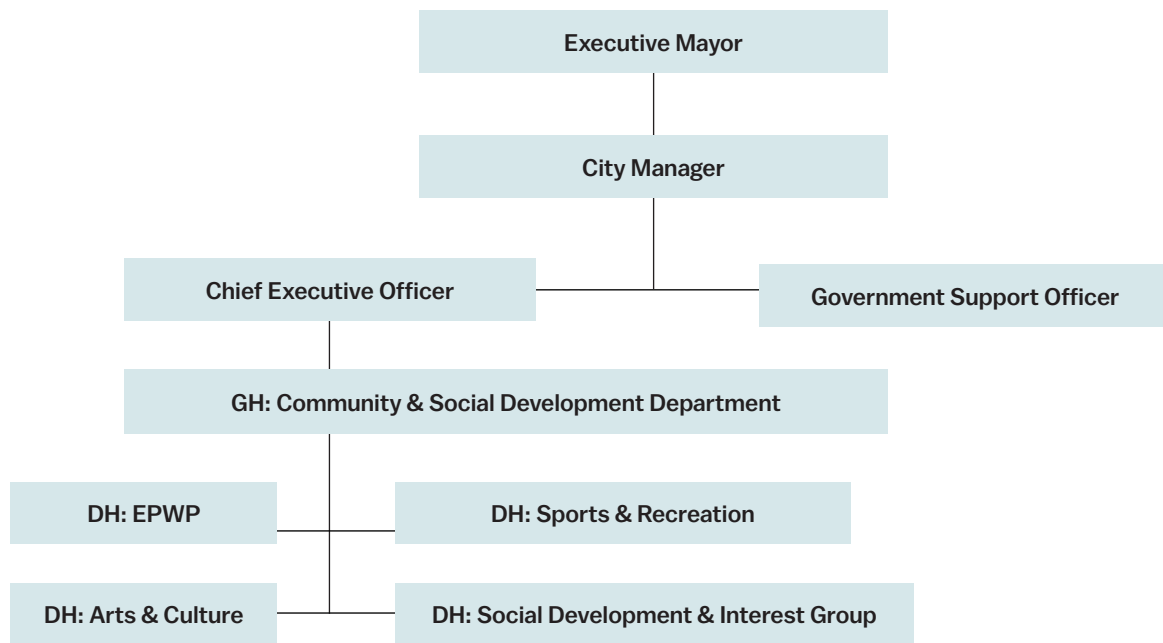 Executive Mayor
City Manager
Chief Executive Officer
Government Support Officer
GH: Community & Social Development Department
DH: EPWP
DH: Sports & Recreation
DH: Arts & Culture
DH: Social Development & Interest Group